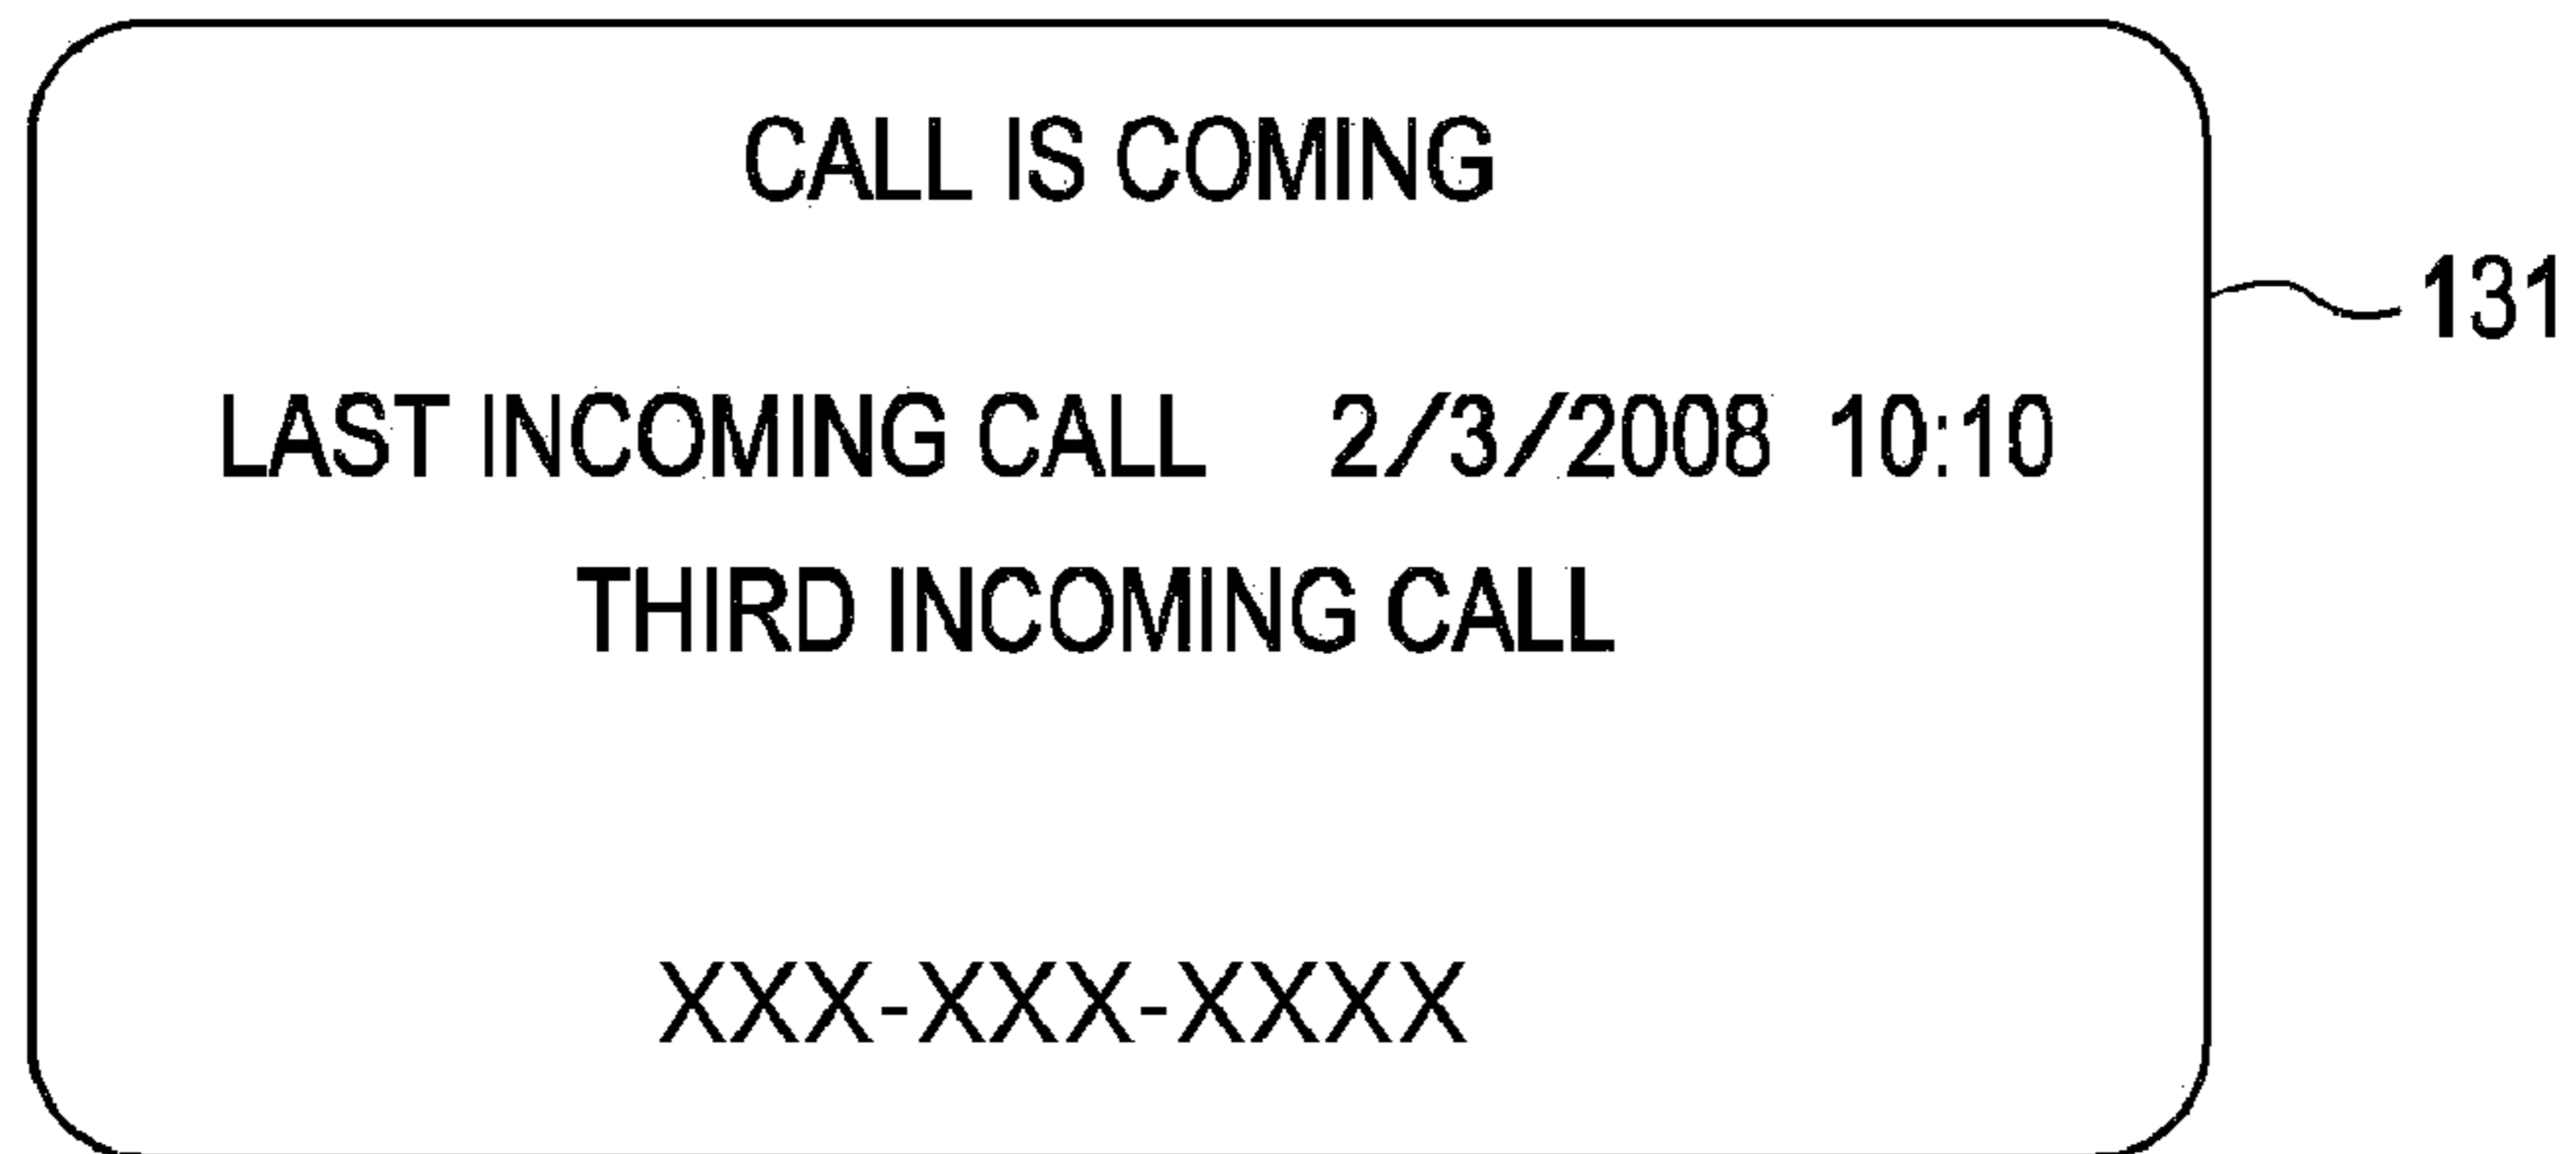 CALL IS COMING
131
LAST INCOMING CALL 2/3/2008 10:10
THIRD INCOMING CALL
XXX-XXX-XXXX